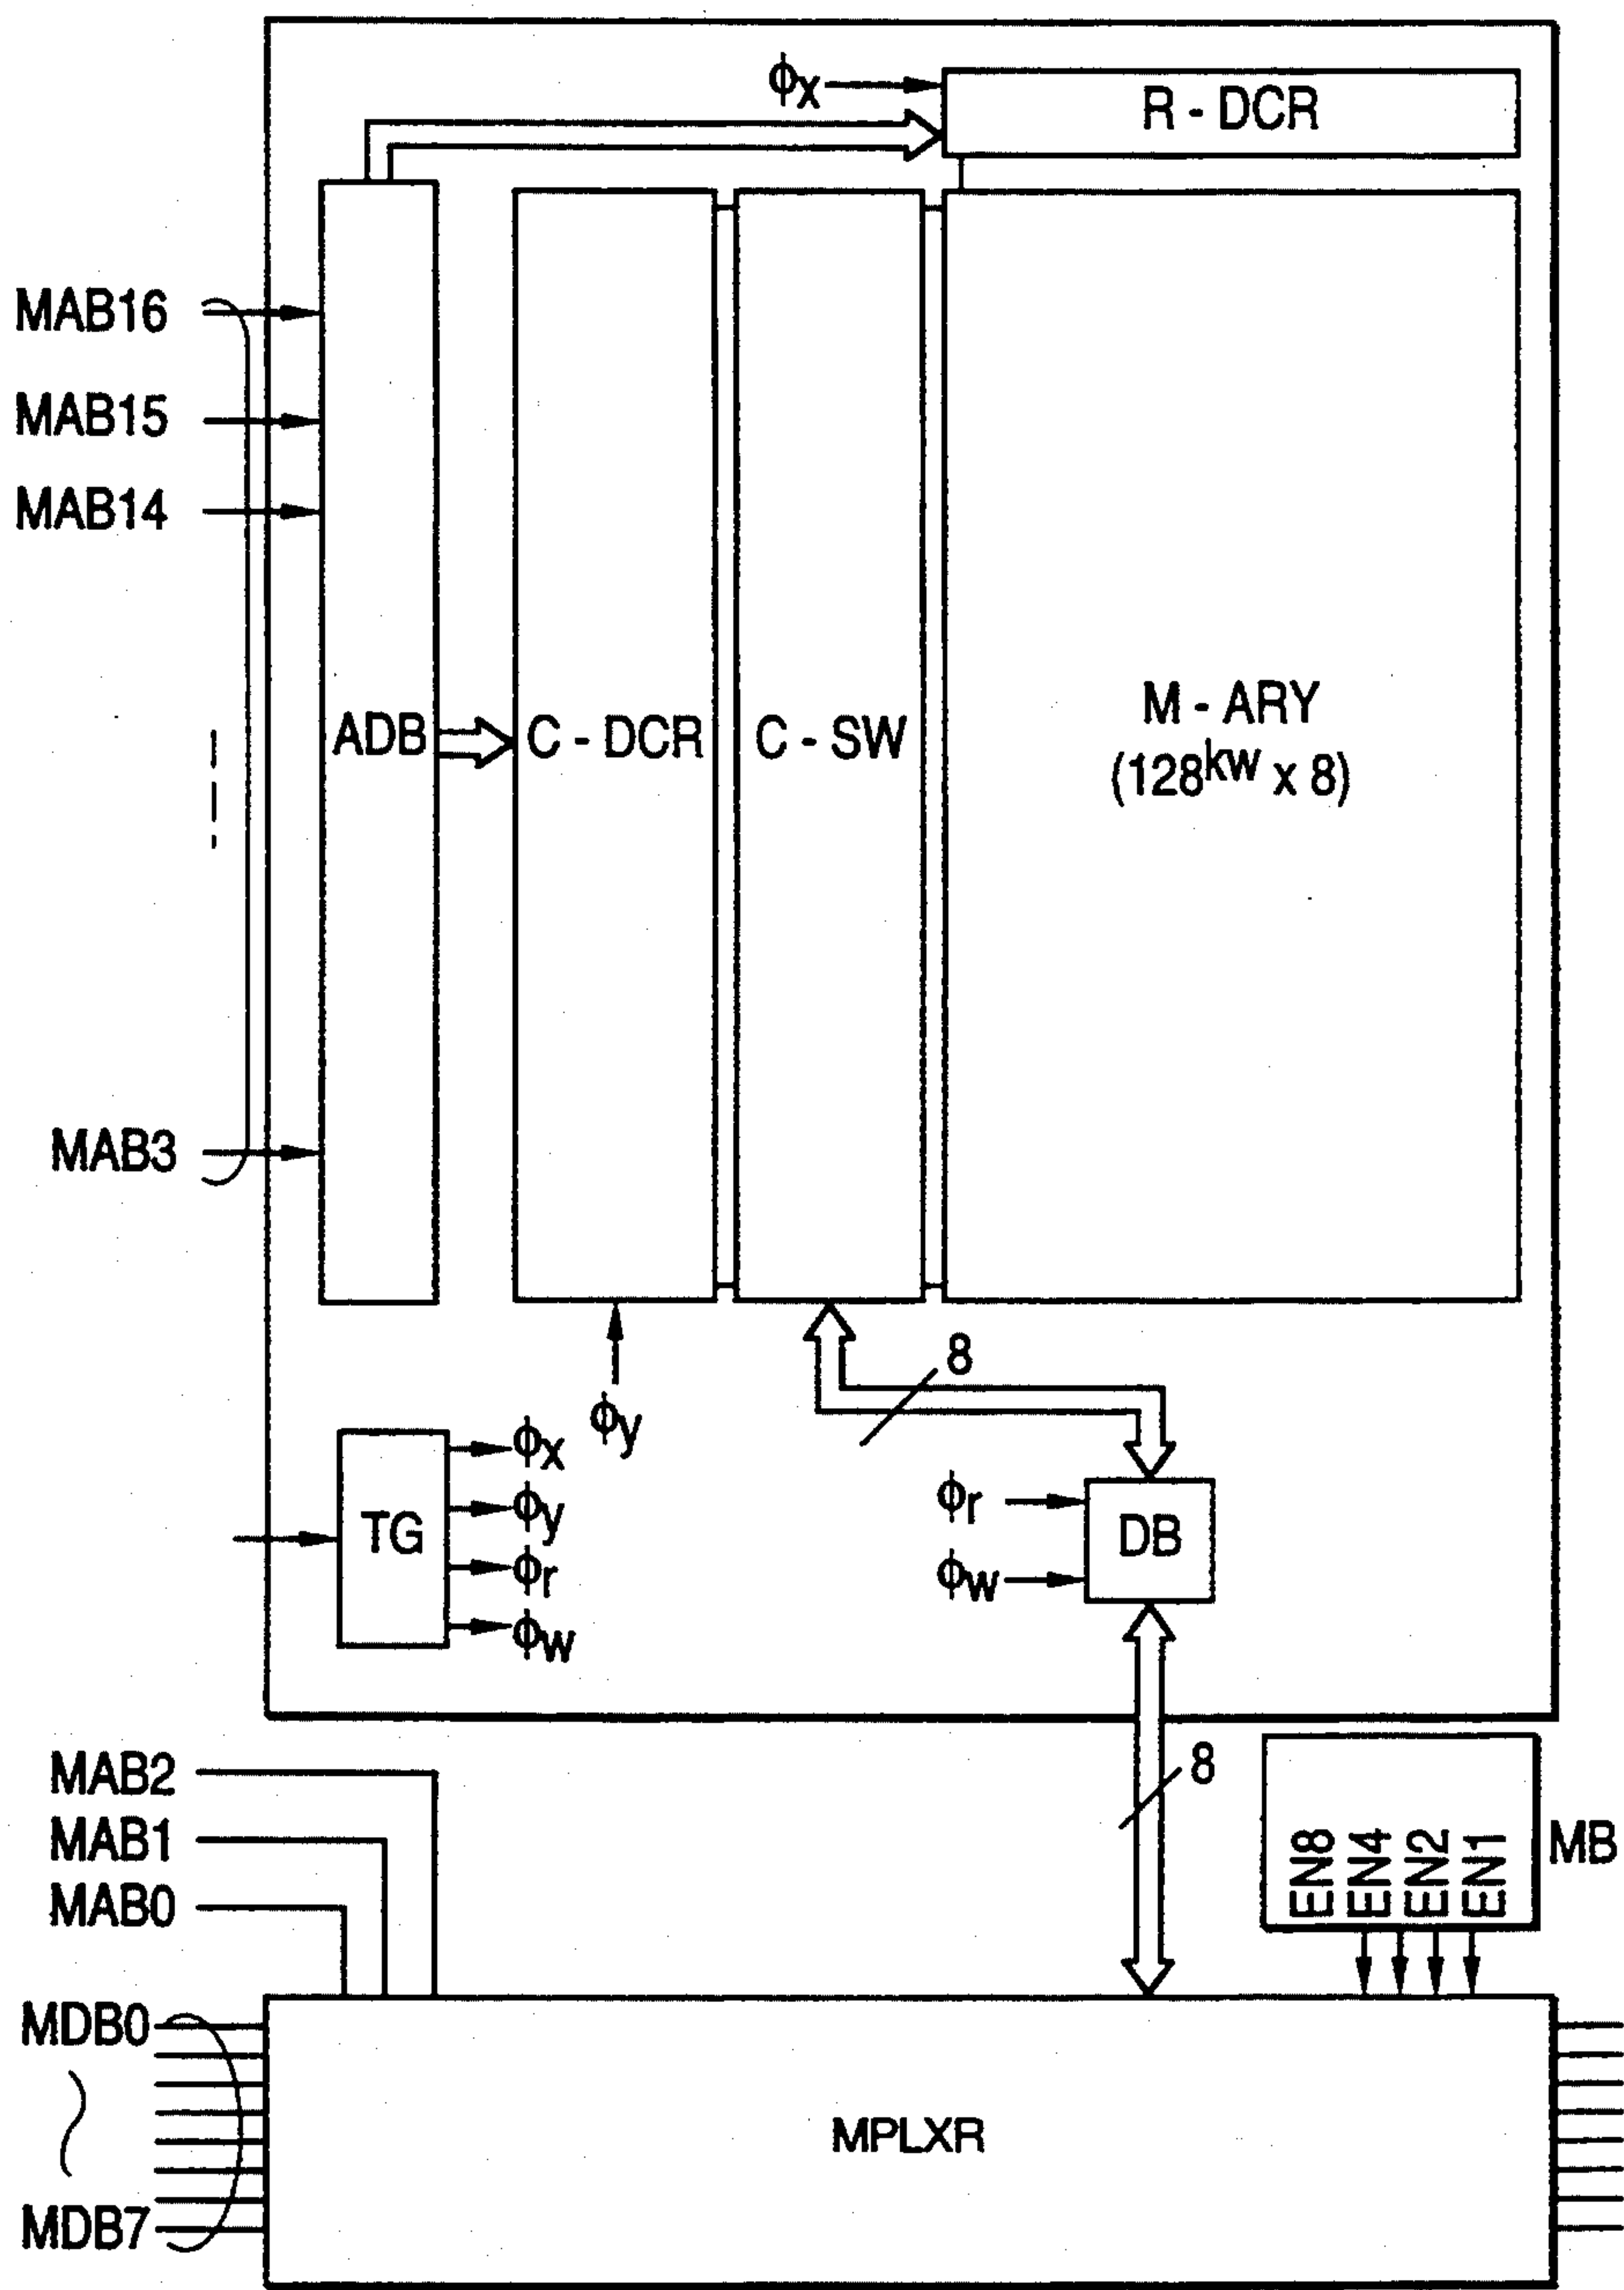 ϕx
R - DCR
MAB16
MAB15
MAB14
MAB3
ADB
C - DCR
C - SW
M - ARY
(128kw x 8)
8
ϕy
TG
ϕx
ϕy
ϕr
ϕw
ϕr
ϕw
DB
8
MAB2
MAB1
MAB0
EN8
EN4
EN2
EN1
MB
MDB0
MDB7
MPLXR